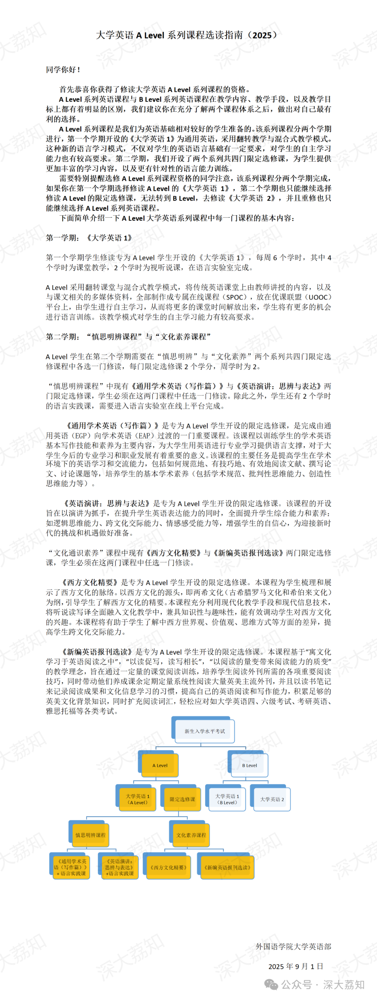 大学英语 A Level 系列课程选读指南（2025）
同学你好！
首先恭喜你获得了修读大学英语 A Level 系列课程的资格。
A Level 系列英语课程与 B Level 系列英语课程在教学内容、教学手段，以及教学目
标上都有着明显的区别，我们建议你在充分了解两个课程体系之后，做出对自己最有
利的选择。
A Level 系列课程是我们为英语基础相对较好的学生准备的。该系列课程分两个学期
进行，第一个学期开设的《大学英语 1》为通用英语，采用翻转教学与混合式教学模式。
这种新的语言学习模式，不仅对学生的英语语言基础有一定要求，对学生的自主学习
能力也有较高要求。第二学期，我们开设了两个系列共四门限定选修课，为学生提供
更加丰富的学习内容，以及更有针对性的语言能力训练。
需要特别提醒选修 A Level 系列课程资格的同学注意，该系列课程分两个学期完成，
如果你在第一个学期选择修读 A Level 的《大学英语 1》，第二个学期也只能继续选择
修读 A Level 的限定选修课，无法转到 B Level，去修读《大学英语 2》，并且重修也只
能继续选择 A Level 系列英语课程。
下面简单介绍一下 A Level 大学英语系列课程中每一门课程的基本内容：
第一学期：《大学英语 1》
第一个学期学生修读专为 A Level 学生开设的《大学英语 1》，每周 6 个学时，其中 4
个学时为课堂教学，2 个学时为视听说课，在语言实验室完成。
A Level 采用翻转课堂与混合式教学模式，将传统英语课堂上由教师讲授的内容，以及
与课文相关的多媒体资料，全部制作成专属在线课程（SPOC），放在优课联盟（UOOC）
平台上，由学生进行自主学习，从而将更多的课堂时间解放出来，学生将有更多的机会
进行语言训练。该教学模式对学生的自主学习能力有较高要求。
第二学期：“慎思明辨课程”与“文化素养课程”
A Level 学生在第二个学期需要在“慎思明辨”与“文化素养”两个系列共四门限定选
修课程中各选一门修读，每门限定选修课 2 个学分，周学时为 2。
“慎思明辨课程”中现有《通用学术英语（写作篇）》与《英语演讲：思辨与表达》两
门限定选修课，学生必须在这两门课程中任选一门修读。除此之外，学生还有 2 个学时
的语言实践课，需要进入语言实验室在线上平台完成。
《通用学术英语（写作篇）》是专为 A Level 学生开设的限定选修课，是完成由通
用英语（EGP）向学术英语（EAP）过渡的一门重要课程。该课程以训练学生的学术英语
基本写作技能和素养为主要内容，为大学生用英语进行专业学习提供语言支撑，对于大
学生今后的专业学习和职业发展有着重要的意义。该课程的主要任务是提高学生在学术
环境下的英语学习和交流能力，包括如何规范地、有技巧地、有效地阅读文献、撰写论
文、讨论课题等，培养学生的基本学术素养（包括学术规范、批判性思维能力、创造性
思维能力等）。
《英语演讲：思辨与表达》是专为 A Level 学生开设的限定选修课。该课程的开设
旨在以演讲为抓手，在提升学生英语表达能力的同时，全面提升学生综合能力和素养：
如逻辑思维能力、跨文化交际能力、情感感受能力等，增强学生的自信心，为迎接新时
代的挑战和机遇做好准备。
“文化通识素养”课程中现有《西方文化精要》与《新编英语报刊选读》两门限定选修
课，学生必须在这两门课程中任选一门修读。
《西方文化精要》是专为 A Level 学生开设的限定选修课。本课程为学生梳理和展
示了西方文化的脉络。以西方文化的源头，即两希文化（古希腊罗马文化和希伯来文化）
为纲，引导学生了解西方文化的精要。本课程充分利用现代化教学手段和现代信息技术，
将听说读写译全面融入文化教学中，兼具知识性与趣味性，能有效调动学生对西方文化
的兴趣。本课程将有助于学生了解中西方世界观、价值观、思维方式等方面的差异，提
高学生跨文化交际能力。
《新编英语报刊选读》是专为 A Level 学生开设的限定选修课。本课程基于“寓文化
学习于英语阅读之中”，“以读促写，读写相长”，“以阅读的量变带来阅读能力的质变”
的教学理念，旨在通过一定量的课堂阅读训练，培养学生阅读外刊所需的各项重要阅读
技巧，同时带动他们养成课余定期定量系统性阅读大量英美主流外刊，并且以读书笔记
来记录阅读成果和文化信息学习的习惯，提高自己的英语阅读和写作能力，积累足够的
英美文化背景知识，同时扩充阅读词汇，轻松应对如大学英语四、六级考试、考研英语、
雅思托福等各类考试。
新生入学水平考试
A Level
B Level
大学英语 1
（A Level）
限定选修课
大学英语 1
（B Level）
大学英语 2
慎思明辨课程
文化素养课程
《通用学术英
语（写作篇）》
+ 语言实践课
《英语演讲：
思辨与表达》
+语言实践课
《西方文化精要》
《新编英语报刊选读》
外国语学院大学英语部
2025 年 9 月 1 日
公众号 · 深大荔知